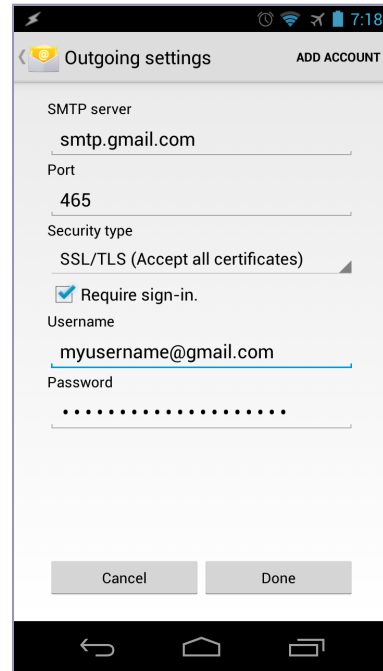 7:18
Outgoing settings
ADD ACCOUNT
SMTP server
smtp.gmail.com
Port
465
Security type
SSL/TLS (Accept all certificates)
Require sign-in.
Username
myusername@gmail.com
Password
••••••••••••••••••••
Cancel
Done